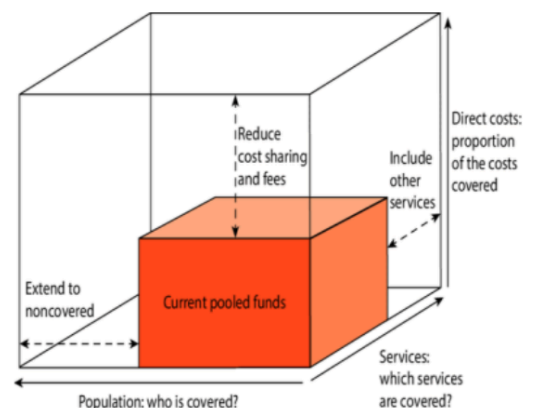 Reduce
cost sharing
and fees
Direct costs:
proportion
of the costs
covered
Include
other
services
Extend to
noncovered
Current pooled funds
Services:
which services
are covered?
Population: who is covered?